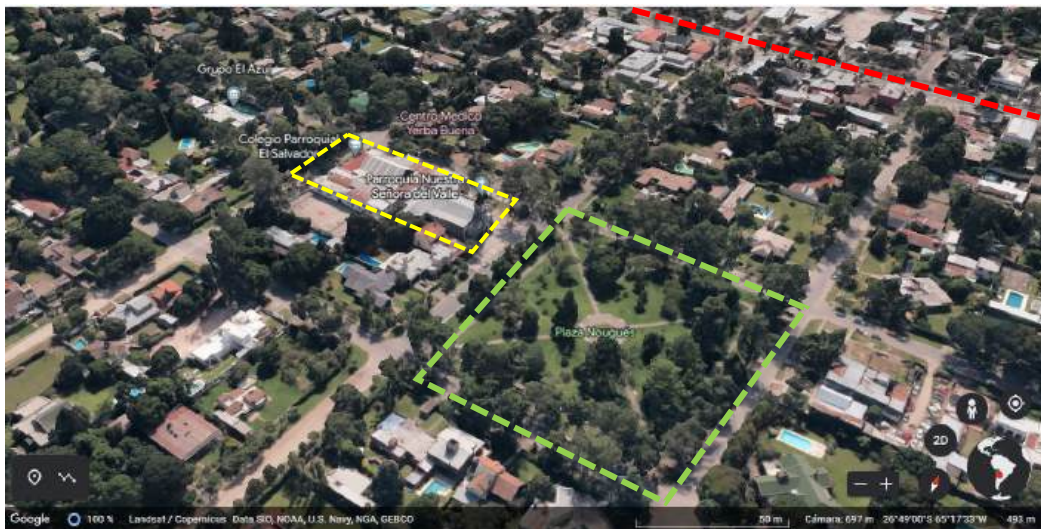 Grupo El Azul
Centro Médico
Yerba Buena
Colegio Parroquial
El Salvador
Parroquia Nuestra
Señora del Valle
Plaza Nougués
2D
Google
100 %
Landsat / Copernicus Data SIO, NOAA, U.S. Navy, NGA, GEBCO
50 m
Cámara: 697 m 26°49'00"S 65°17'33"W 493 m